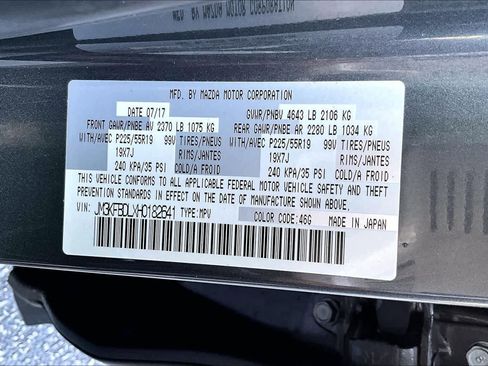 MFD. BY MAZDA MOTOR CORPORATION
MFD. BY MAZDA MOTOR CORPORATION
DATE 07/17 GVWR/PNBV 4643 LB 2106 KG
FRONT GAWR/PNBE AV 2370 LB 1075 KG REAR GAWR/PNBE AR 2280 LB 1034 KG
WITH/AVEC P225/55R19 99V TIRES/PNEUS WITH/AVEC P225/55R19 99V TIRES/PNEUS
19X7J RIMS/JANTES 19X7J RIMS/JANTES
240 KPA/35 PSI COLD/A FROID 240 KPA/35 PSI COLD/A FROID
THIS VEHICLE CONFORMS TO ALL APPLICABLE FEDERAL MOTOR VEHICLE SAFETY AND THEFT
PREVENTION STANDARDS IN EFFECT ON THE DATE OF MANUFACTURE SHOWN ABOVE.
VIN: JM3KFBDLXH0182641 TYPE:MPV COLOR CODE:46G MADE IN JAPAN